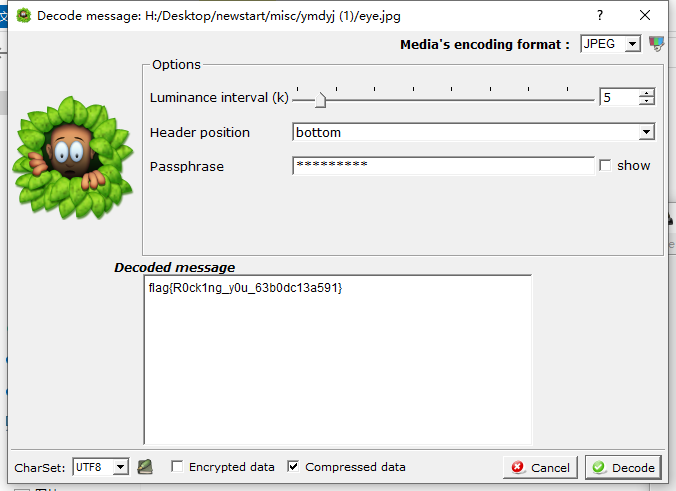 Decode message: H:/Desktop/newstart/misc/ymdyj (1)/eye.jpg
Media's encoding format :
JPEG
Options
Luminance interval (k)
5
Header position
bottom
Passphrase
*********
show
Decoded message
flag{R0ck1ng_y0u_63b0dc13a591}
CharSet:
UTF8
Encrypted data
Compressed data
Cancel
Decode